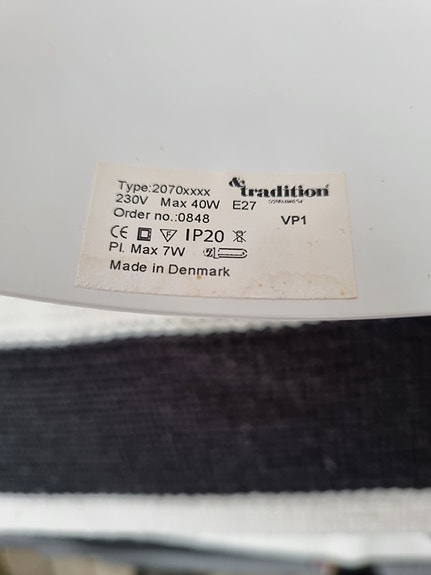 Type:2070xxxx
&tradition®
230V Max 40W E27
Order no.:0848
VP1
CE F IP20
Pl. Max 7W
Made in Denmark